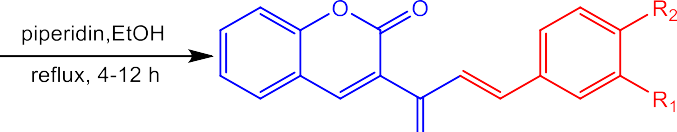 piperidin,EtOH
reflux, 4-12 h
O
O
R2
R1